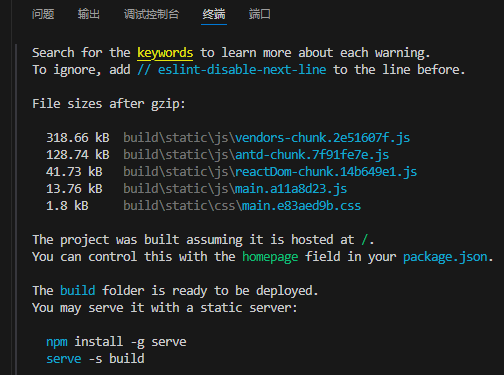 问题 输出 调试控制台 终端 端口
Search for the keywords to learn more about each warning.
To ignore, add // eslint-disable-next-line to the line before.
File sizes after gzip:
318.66 kB build\static\js\vendors-chunk.2e51607f.js
128.74 kB build\static\js\antd-chunk.7f91fe7e.js
41.73 kB build\static\js\reactDom-chunk.14b649e1.js
13.76 kB build\static\js\main.a11a8d23.js
1.8 kB build\static\css\main.e83aed9b.css
The project was built assuming it is hosted at /.
You can control this with the homepage field in your package.json.
The build folder is ready to be deployed.
You may serve it with a static server:
npm install -g serve
serve -s build